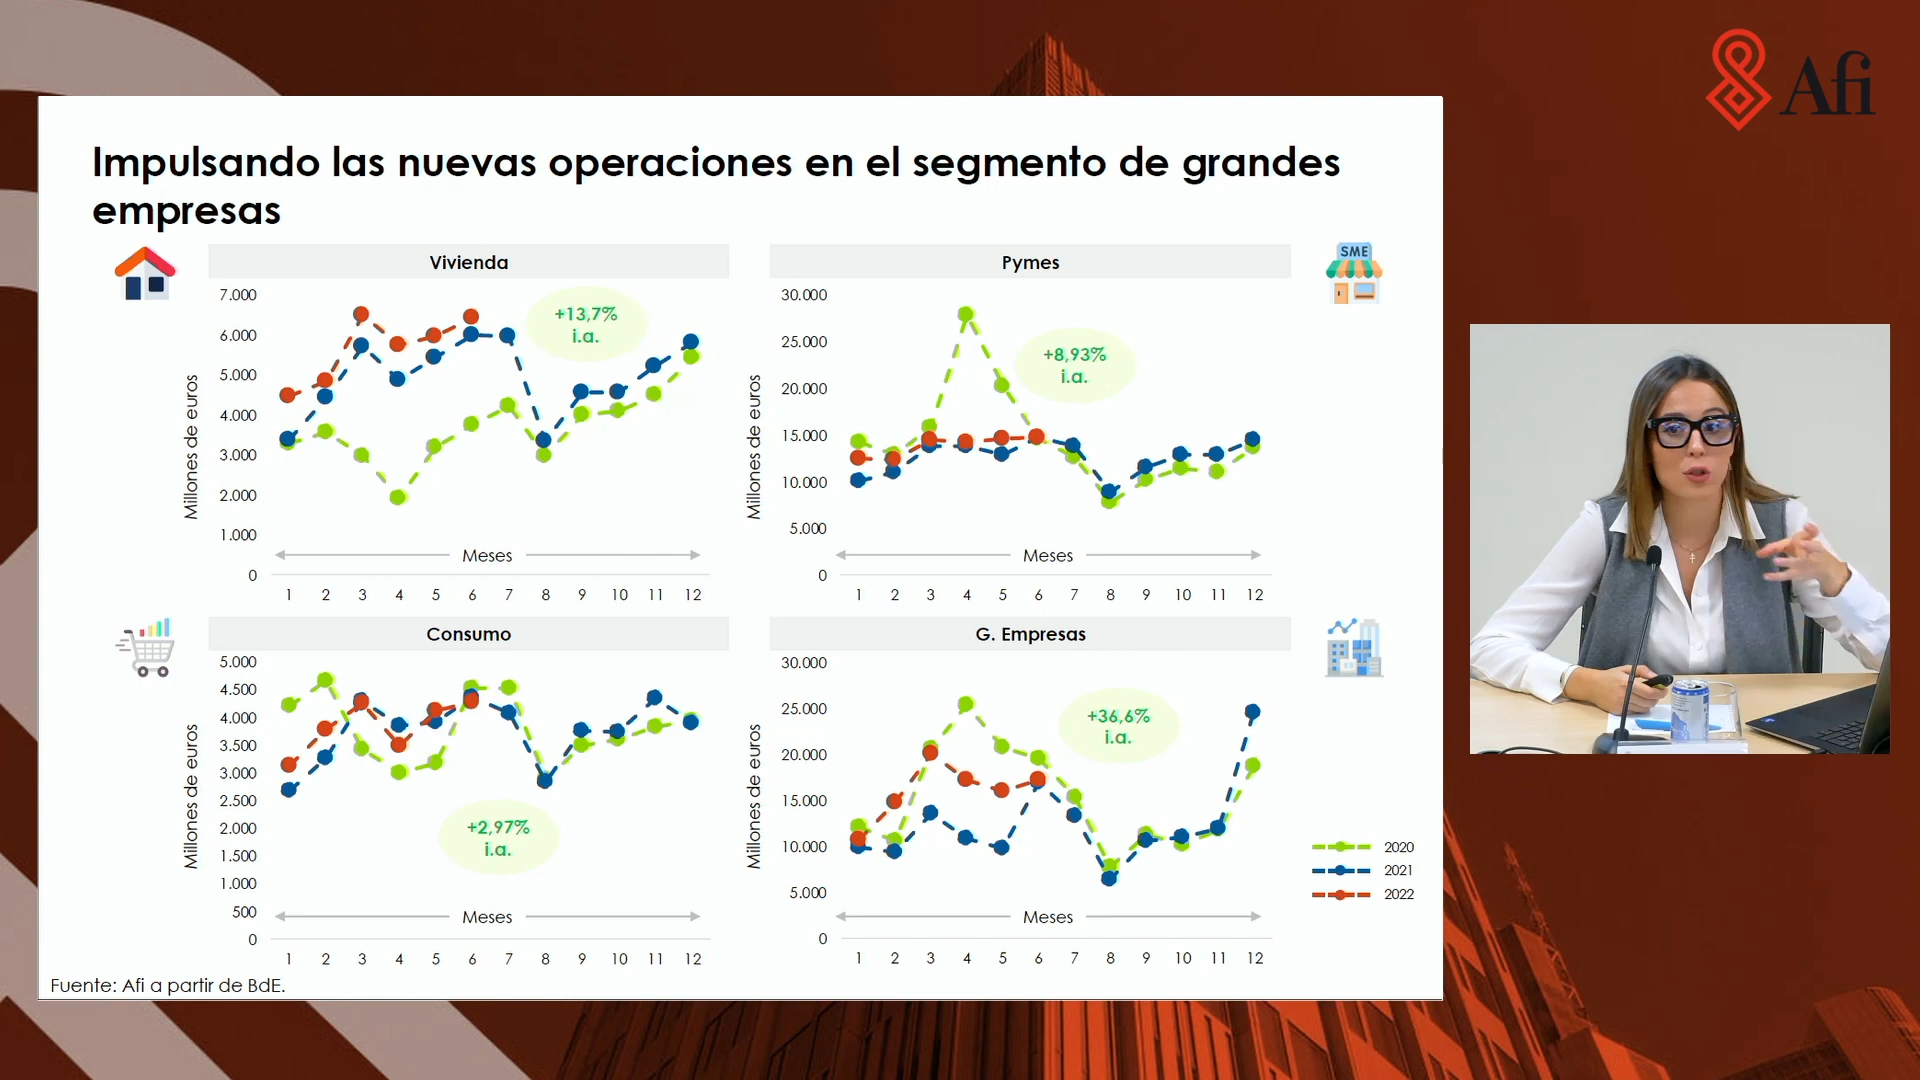 Afi
Impulsando las nuevas operaciones en el segmento de grandes
empresas
Vivienda
Millones de euros
7.000
6.000
5.000
4.000
3.000
2.000
1.000
0
+13,7%
i.a.
Meses
1 2 3 4 5 6 7 8 9 10 11 12
Pymes
SME
Millones de euros
30.000
25.000
20.000
15.000
10.000
5.000
0
+8,93%
i.a.
Meses
1 2 3 4 5 6 7 8 9 10 11 12
Consumo
Millones de euros
5.000
4.500
4.000
3.500
3.000
2.500
2.000
1.500
1.000
500
0
+2,97%
i.a.
Meses
1 2 3 4 5 6 7 8 9 10 11 12
G. Empresas
Millones de euros
30.000
25.000
20.000
15.000
10.000
5.000
0
+36,6%
i.a.
Meses
1 2 3 4 5 6 7 8 9 10 11 12
2020
2021
2022
Fuente: Afi a partir de BdE.